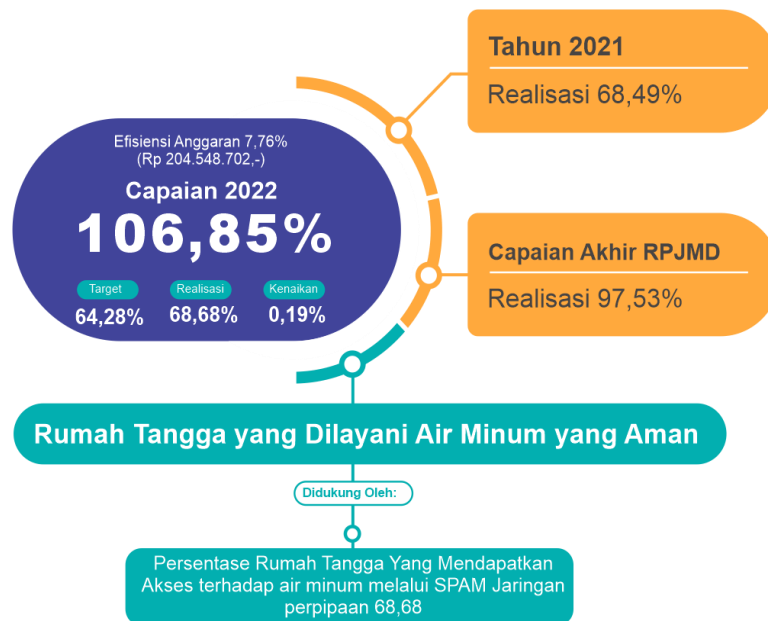 Tahun 2021
Realisasi 68,49%
Efisiensi Anggaran 7,76%
(Rp 204.548.702,-)
Capaian 2022
106,85%
Target
Realisasi
Kenaikan
64,28%
68,68%
0,19%
Capaian Akhir RPJMD
Realisasi 97,53%
Rumah Tangga yang Dilayani Air Minum yang Aman
Didukung Oleh:
Persentase Rumah Tangga Yang Mendapatkan
Akses terhadap air minum melalui SPAM Jaringan
perpipaan 68,68